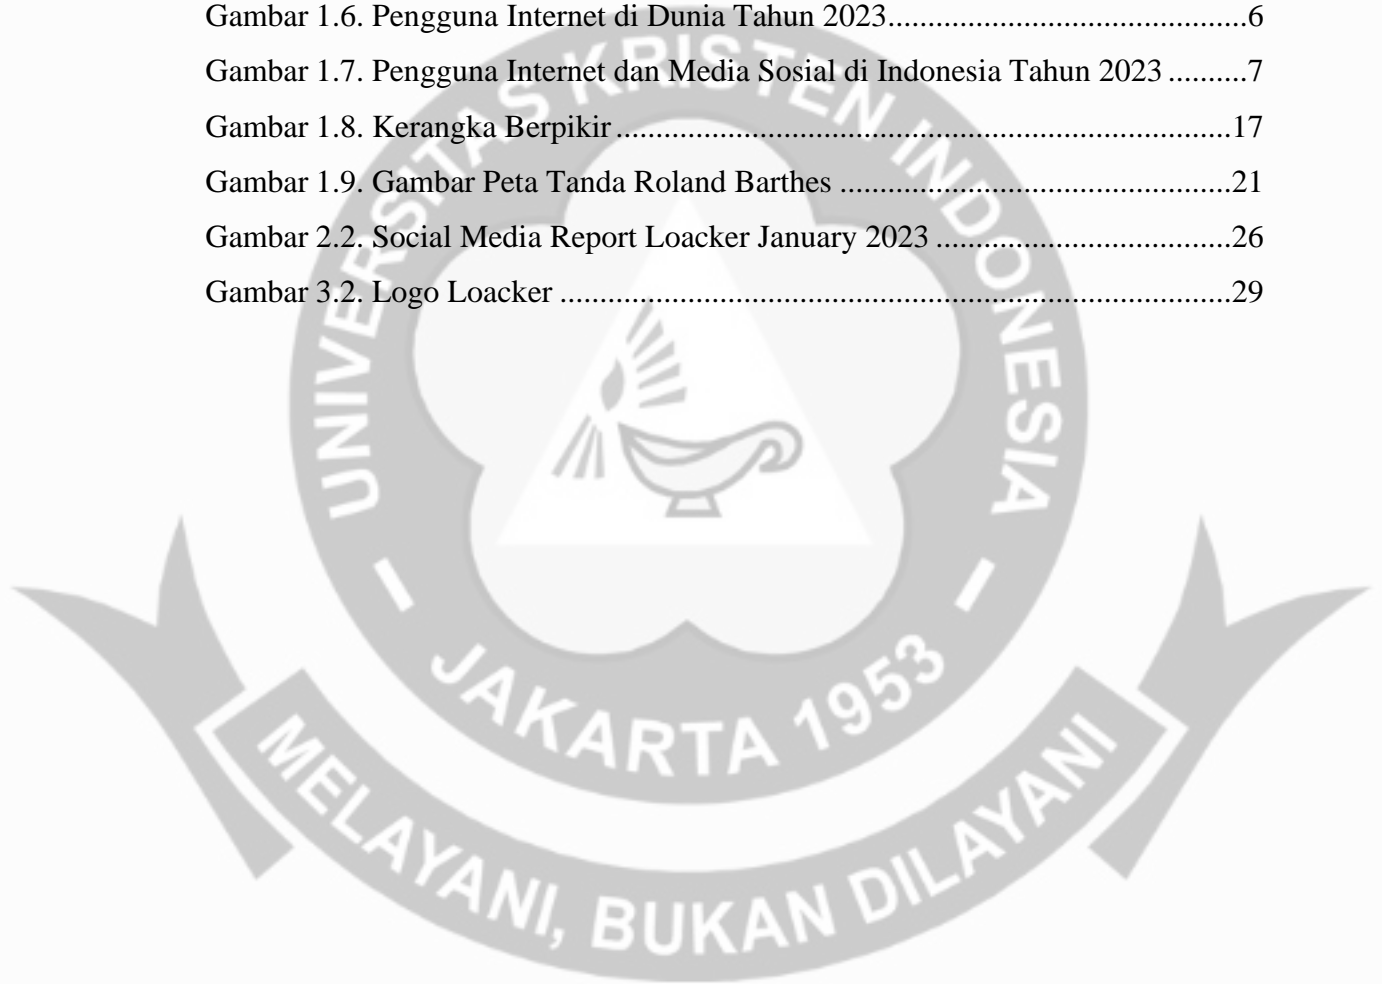 Gambar 1.6. Pengguna Internet di Dunia Tahun 2023..............................................6
Gambar 1.7. Pengguna Internet dan Media Sosial di Indonesia Tahun 2023 ..........7
Gambar 1.8. Kerangka Berpikir ...............................................................................17
Gambar 1.9. Gambar Peta Tanda Roland Barthes ..................................................21
Gambar 2.2. Social Media Report Loacker January 2023 ......................................26
Gambar 3.2. Logo Loacker ......................................................................................29
UNIVERSITAS KRISTEN INDONESIA
JAKARTA 1953
MELAYANI, BUKAN DILAYANI